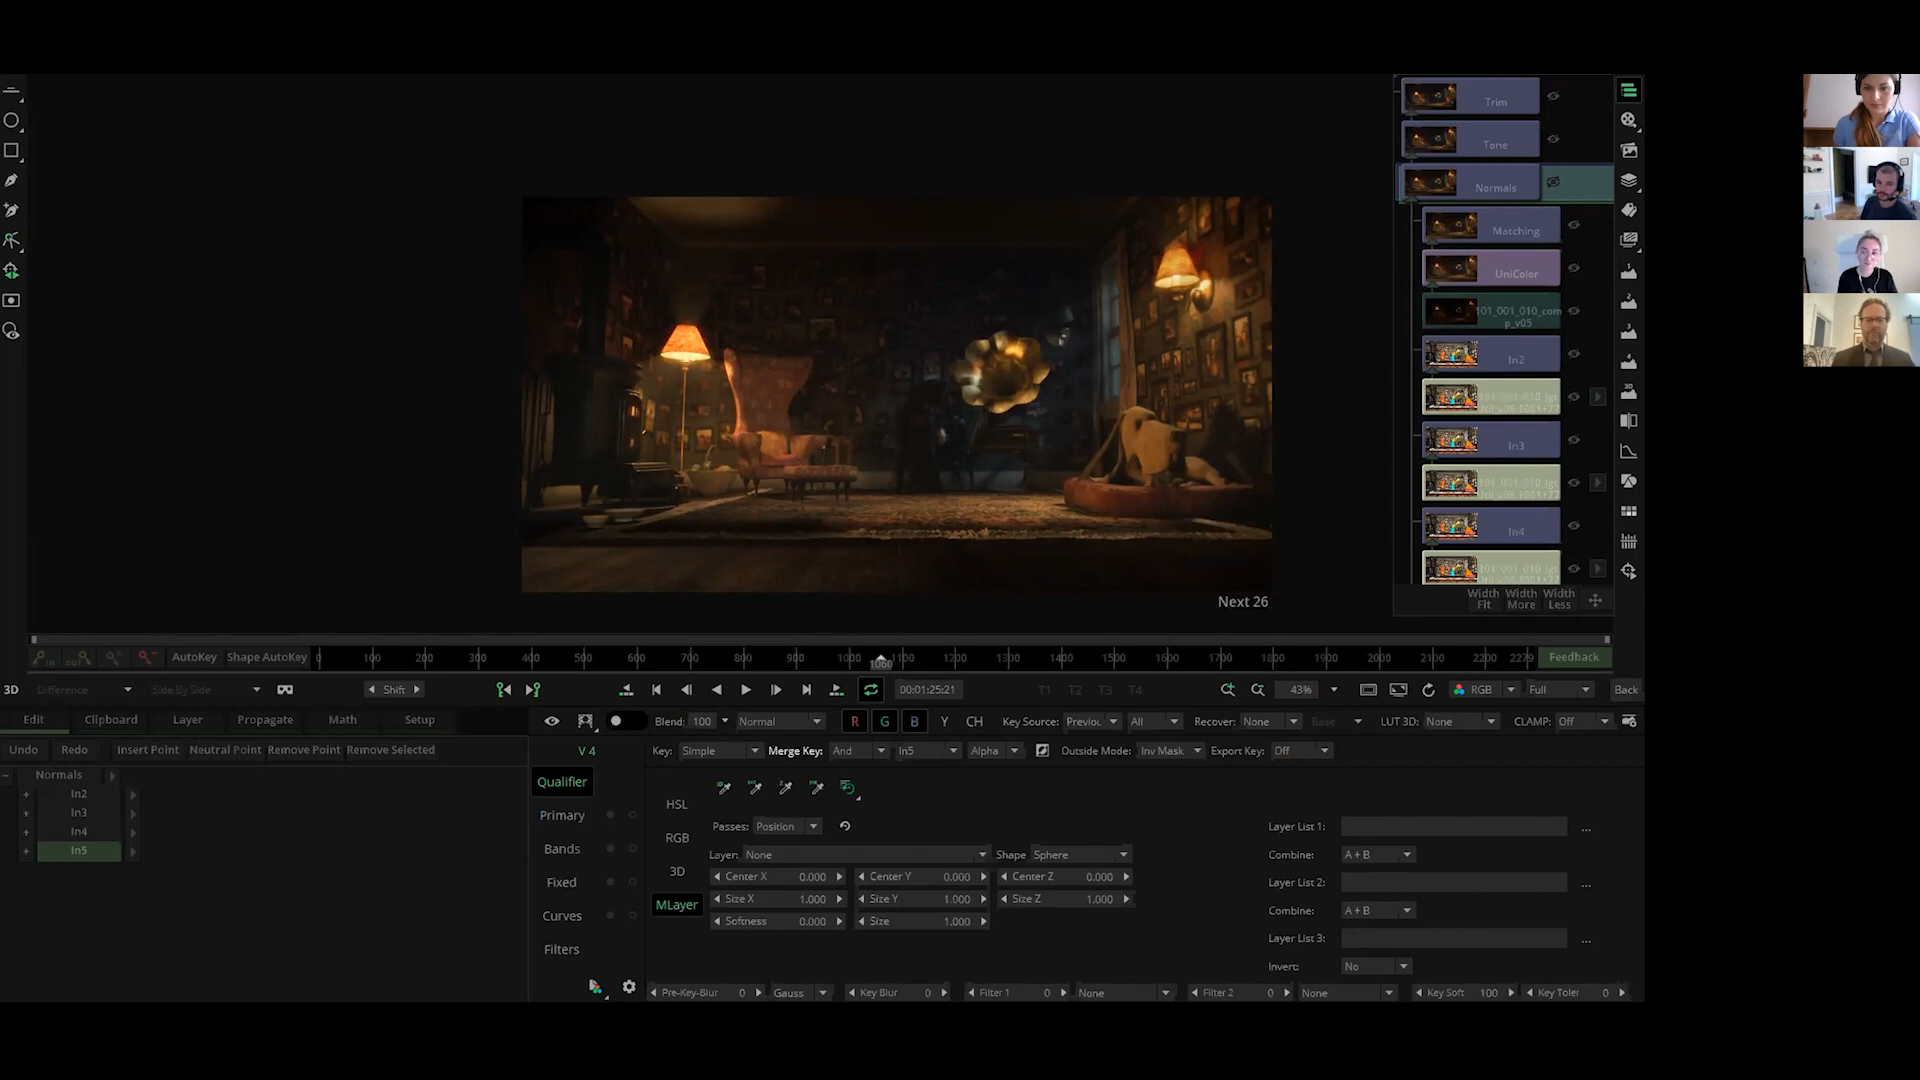 Trim
Tone
Normals
Matching
UniColor
101_001_010_com
p_v05
In2
In3
In4
Width Fit
Width More
Width Less
Next 26
in
out
AutoKey
Shape AutoKey
0 100 200 300 400 500 600 700 800 900 1000 1060 1100 1200 1300 1400 1500 1600 1700 1800 1900 2000 2100 2200 2279
Feedback
3D Difference Side By Side Shift 00:01:25:21 T1 T2 T3 T4 43% RGB Full Back
Edit Clipboard Layer Propagate Math Setup
Blend: 100 Normal R G B Y CH Key Source: Previou All Recover: None Base LUT 3D: None CLAMP: Off
Undo Redo Insert Point Neutral Point Remove Point Remove Selected
V 4 Key: Simple Merge Key: And In5 Alpha Outside Mode: Inv Mask Export Key: Off
Normals
In2
In3
In4
In5
Qualifier
Primary
Bands
Fixed
Curves
Filters
HSL
RGB
3D
MLayer
Passes: Position
Layer: None Shape Sphere
Center X 0.000 Center Y 0.000 Center Z 0.000
Size X 1.000 Size Y 1.000 Size Z 1.000
Softness 0.000 Size 1.000
Layer List 1: ...
Combine: A + B
Layer List 2: ...
Combine: A + B
Layer List 3: ...
Invert: No
Pre-Key-Blur 0 Gauss Key Blur 0 Filter 1 0 None Filter 2 0 None Key Soft 100 Key Toler 0